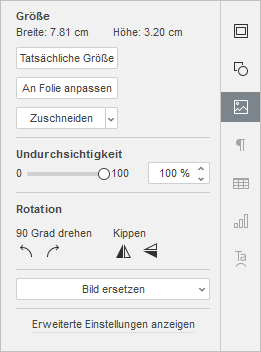 Größe
Breite: 7.81 cm Höhe: 3.20 cm
Tatsächliche Größe
An Folie anpassen
Zuschneiden
Undurchsichtigkeit
0 100 100 %
Rotation
90 Grad drehen Kippen
Bild ersetzen
Erweiterte Einstellungen anzeigen
Ta